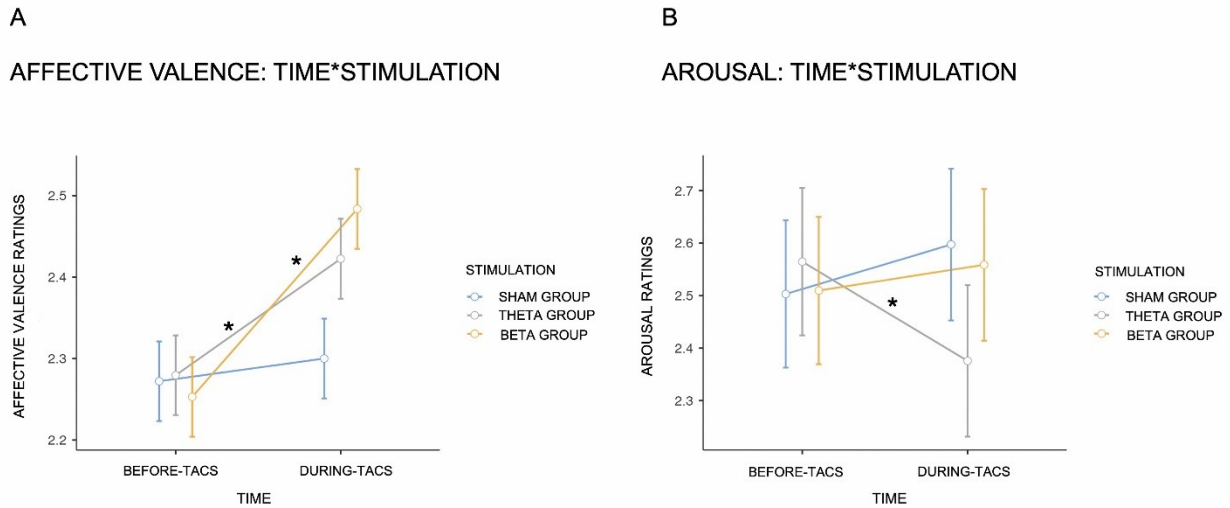 A
AFFECTIVE VALENCE: TIME*STIMULATION
AFFECTIVE VALENCE RATINGS
2.5
2.4
2.3
2.2
*
*
BEFORE-TACS
DURING-TACS
TIME
STIMULATION
SHAM GROUP
THETA GROUP
BETA GROUP
B
AROUSAL: TIME*STIMULATION
AROUSAL RATINGS
2.7
2.6
2.5
2.4
2.3
*
BEFORE-TACS
DURING-TACS
TIME
STIMULATION
SHAM GROUP
THETA GROUP
BETA GROUP